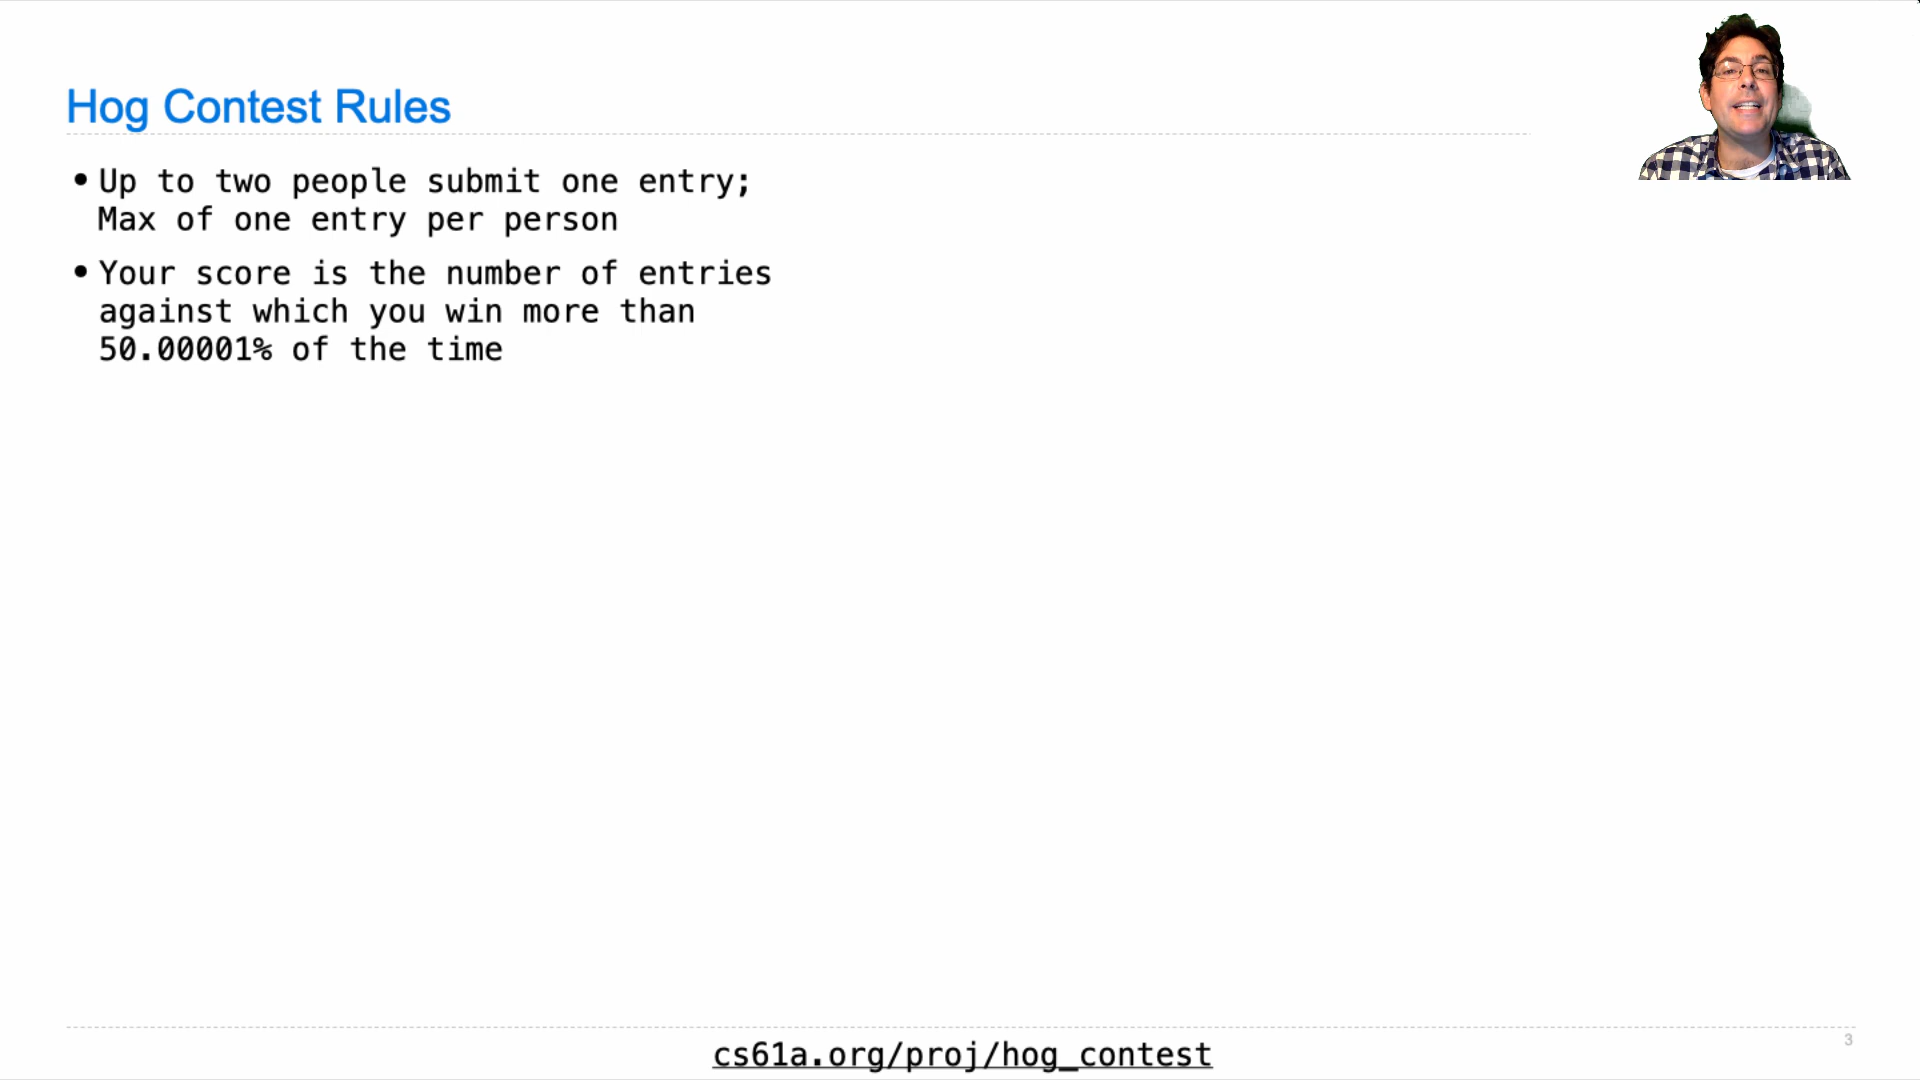 Hog Contest Rules
• Up to two people submit one entry;
Max of one entry per person
• Your score is the number of entries
against which you win more than
50.00001% of the time
cs61a.org/proj/hog_contest
3